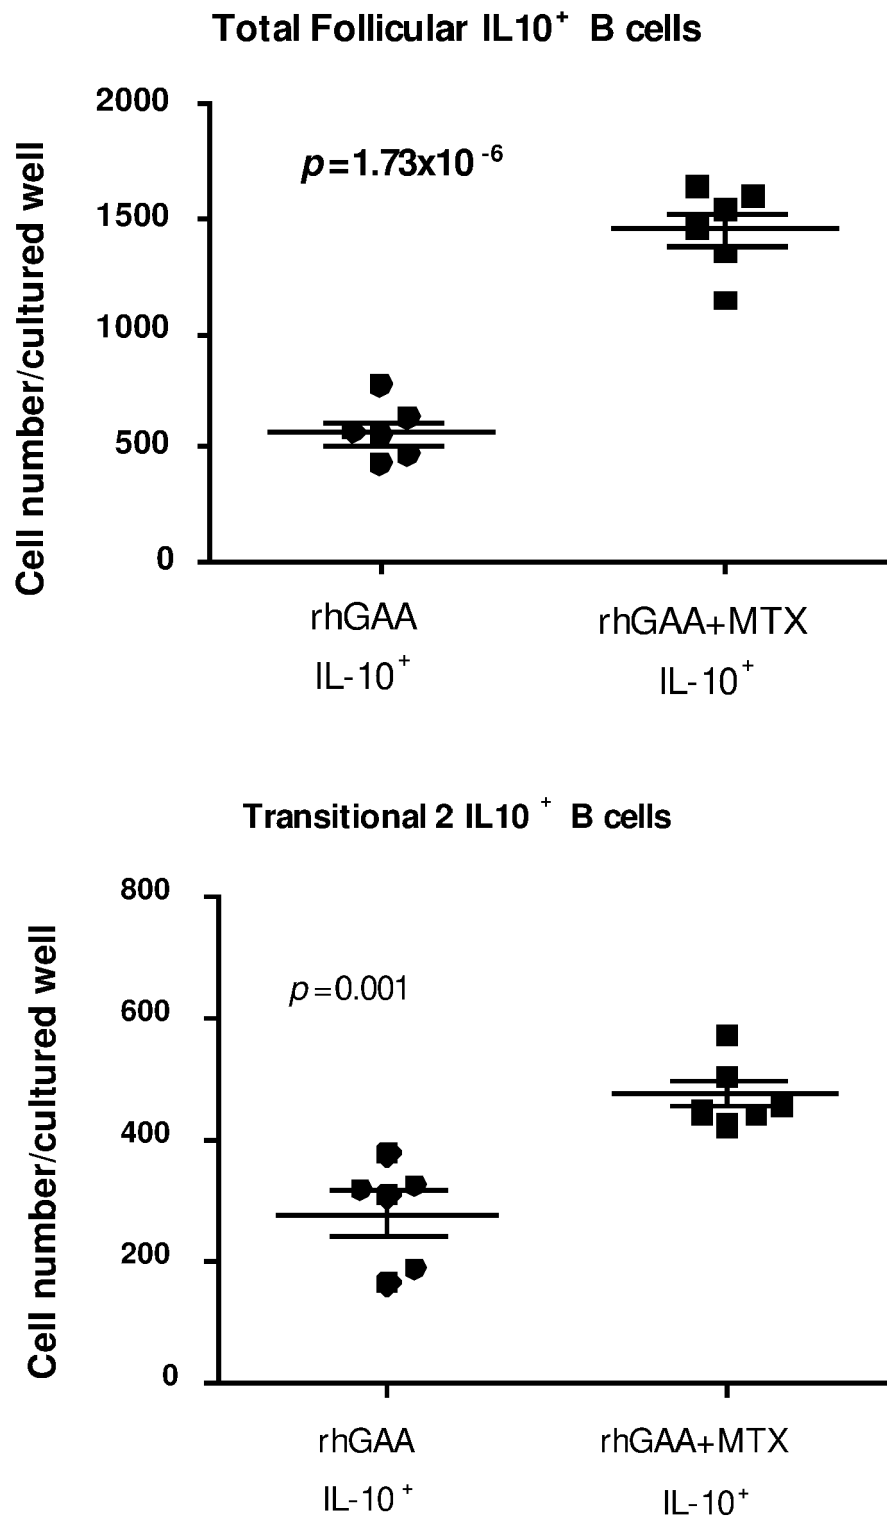 Total Follicular IL10⁺ B cells
Cell number/cultured well
2000
1500
1000
500
0
p=1.73x10⁻⁶
rhGAA
IL-10⁺
rhGAA+MTX
IL-10⁺
Transitional 2 IL10⁺ B cells
Cell number/cultured well
800
600
400
200
0
p=0.001
rhGAA
IL-10⁺
rhGAA+MTX
IL-10⁺